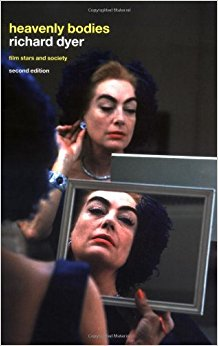 heavenly bodies
richard dyer
film stars and society
second edition